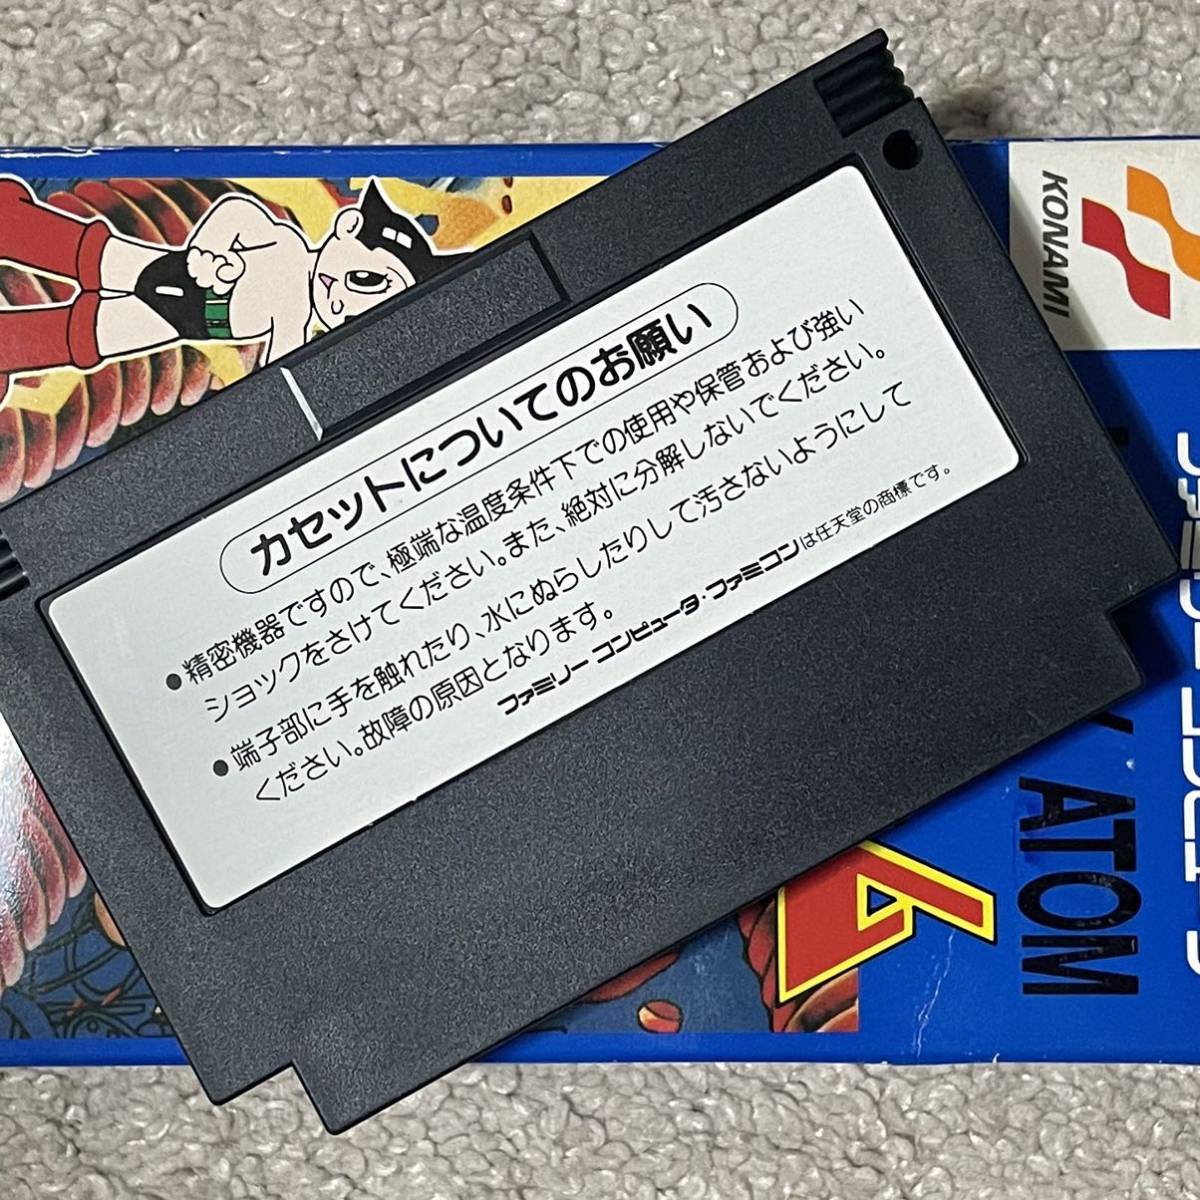 カセットについてのお願い
●精密機器ですので、極端な温度条件下での使用や保管および強い
ショックをさけてください。また、絶対に分解しないでください。
●端子部に手を触れたり、水にぬらしたりして汚さないようにして
ください。故障の原因となります。
ファミリーコンピュータ・ファミコンは任天堂の商標です。
KONAMI
Y ATOM